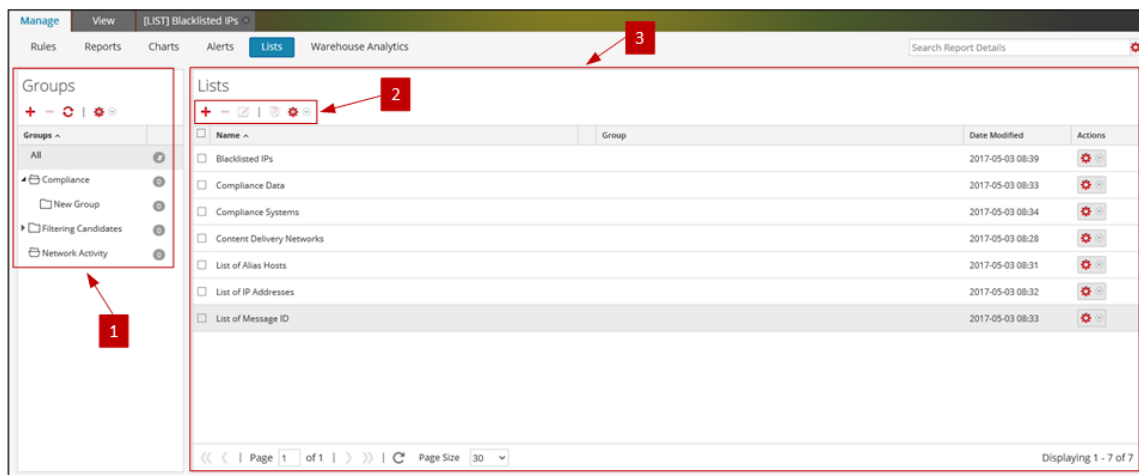 Manage View [LIST] Blacklisted IPs
Rules Reports Charts Alerts Lists Warehouse Analytics
Search Report Details
3
Groups
Groups
All
Compliance 0
New Group 0
Filtering Candidates 0
Network Activity 0
1
Lists
2
Name Group Date Modified Actions
Blacklisted IPs 2017-05-03 08:39
Compliance Data 2017-05-03 08:33
Compliance Systems 2017-05-03 08:34
Content Delivery Networks 2017-05-03 08:28
List of Alias Hosts 2017-05-03 08:31
List of IP Addresses 2017-05-03 08:32
List of Message ID 2017-05-03 08:33
Page 1 of 1 Page Size 30 Displaying 1 - 7 of 7